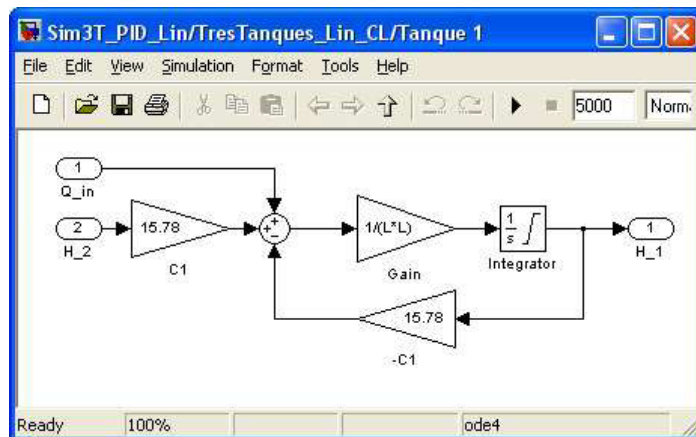 Sim3T_PID_Lin/TresTanques_Lin_CL/Tanque 1
File Edit View Simulation Format Tools Help
5000 Norm
1
Q_in
2
H_2
15.78
C1
+
+
-
1/(L*L)
Gain
1
s
Integrator
1
H_1
15.78
-C1
Ready 100% ode4